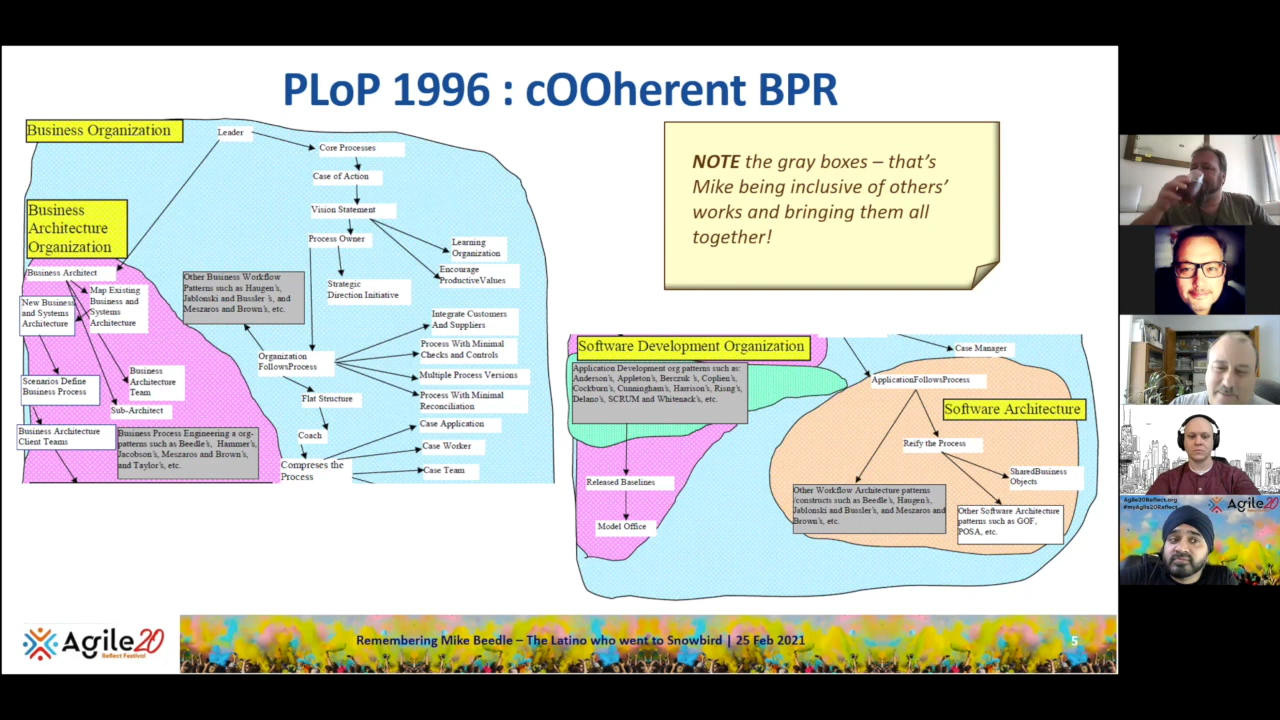 PLoP 1996 : cOOherent BPR
Business Organization
Leader
Core Processes
Case of Action
Vision Statement
Process Owner
Learning
Organization
Encourage
ProductiveValues
Strategic
Direction Initiative
Business
Architecture
Organization
Business Architect
Map Existing
Business and
Systems
Architecture
New Business
and Systems
Architecture
Other Business Workflow
Patterns such as Haugen's,
Jablonski and Bussler 's, and
Meszaros and Brown's, etc.
Integrate Customers
And Suppliers
Process With Minimal
Checks and Controls
Organization
FollowsProcess
Multiple Process Versions
Process With Minimal
Reconciliation
Business
Architecture
Team
Scenarios Define
Business Process
Sub-Architect
Flat Structure
Case Application
Business Architecture
Client Teams
Business Process Engineering a org-
patterns such as Beedle's, Hammer's,
Jacobson's, Meszaros and Brown's,
and Taylor's, etc.
Coach
Case Worker
Compreses the
Process
Case Team
NOTE the gray boxes – that's
Mike being inclusive of others'
works and bringing them all
together!
Software Development Organization
Case Manager
Application Development org patterns such as:
Anderson's, Appleton's, Berczuk 's, Coplien's,
Cockburn's, Cunningham's, Harrison's, Risng's,
Delano's, SCRUM and Whitenack's, etc.
ApplicationFollowsProcess
Software Architecture
Reify the Process
Released Baselines
SharedBusiness
Objects
Other Workflow Architecture patterns
/constructs such as Beedle's, Haugen's,
Jablonski and Bussler's, and Meszaros and
Brown's, etc.
Other Software Architecture
patterns such as GOF,
POSA, etc.
Model Office
Agile20
Reflect Festival
Remembering Mike Beedle – The Latino who went to Snowbird | 25 Feb 2021
5
Agile20Reflect.org
#myAgile20Reflect
Agile20